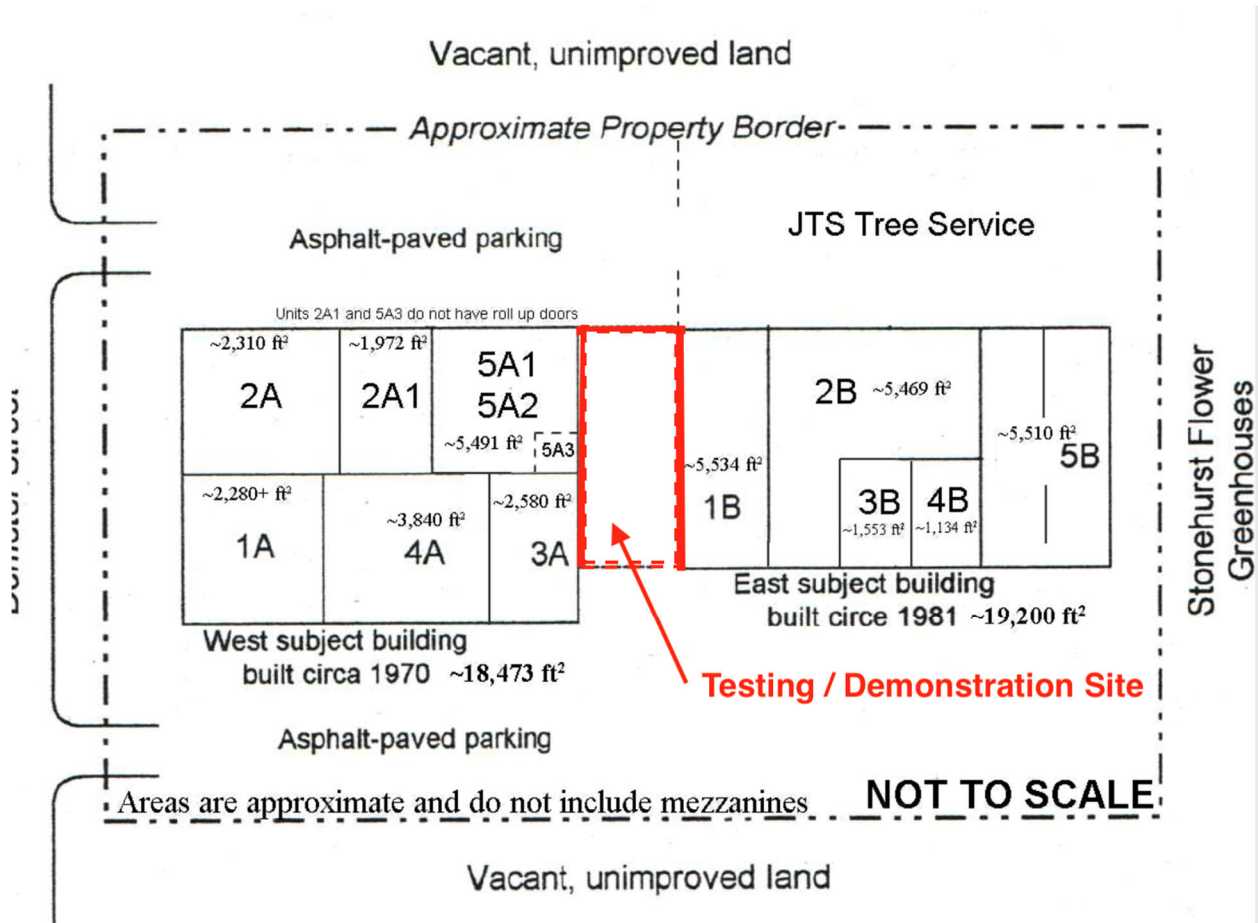 Vacant, unimproved land
Approximate Property Border
JTS Tree Service
Asphalt-paved parking
Units 2A1 and 5A3 do not have roll up doors
~2,310 ft²
2A
~1,972 ft²
2A1
5A1
5A2
~5,491 ft²
5A3
~2,280+ ft²
1A
~3,840 ft²
4A
~2,580 ft²
3A
~5,534 ft²
1B
2B ~5,469 ft²
3B
~1,553 ft²
4B
~1,134 ft²
~5,510 ft²
5B
West subject building
built circa 1970 ~18,473 ft²
East subject building
built circe 1981 ~19,200 ft²
Testing / Demonstration Site
Asphalt-paved parking
Areas are approximate and do not include mezzanines
NOT TO SCALE
Vacant, unimproved land
Stonehurst Flower
Greenhouses